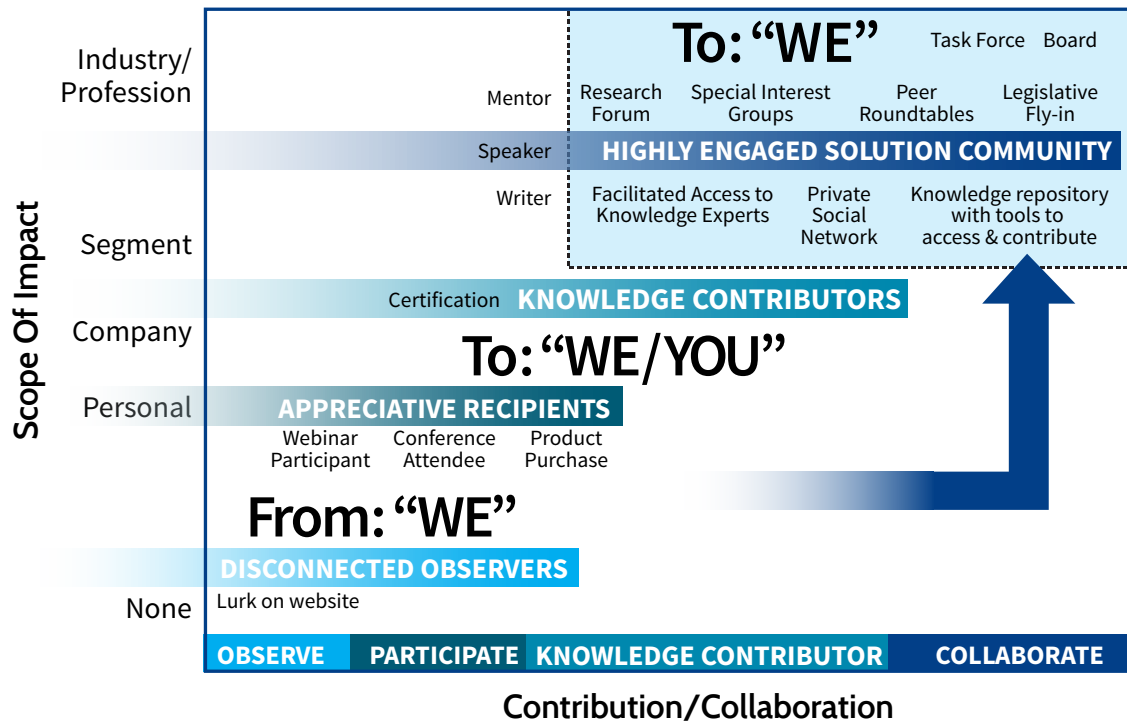 To: “WE”
Task Force
Board
Industry/
Profession
Mentor
Research
Forum
Special Interest
Groups
Peer
Roundtables
Legislative
Fly-in
Speaker
HIGHLY ENGAGED SOLUTION COMMUNITY
Writer
Facilitated Access to
Knowledge Experts
Private
Social
Network
Knowledge repository
with tools to
access & contribute
Scope Of Impact
Segment
Certification
KNOWLEDGE CONTRIBUTORS
Company
To: “WE/YOU”
Personal
APPRECIATIVE RECIPIENTS
Webinar
Participant
Conference
Attendee
Product
Purchase
From: “WE”
DISCONNECTED OBSERVERS
None
Lurk on website
OBSERVE
PARTICIPATE
KNOWLEDGE CONTRIBUTOR
COLLABORATE
Contribution/Collaboration